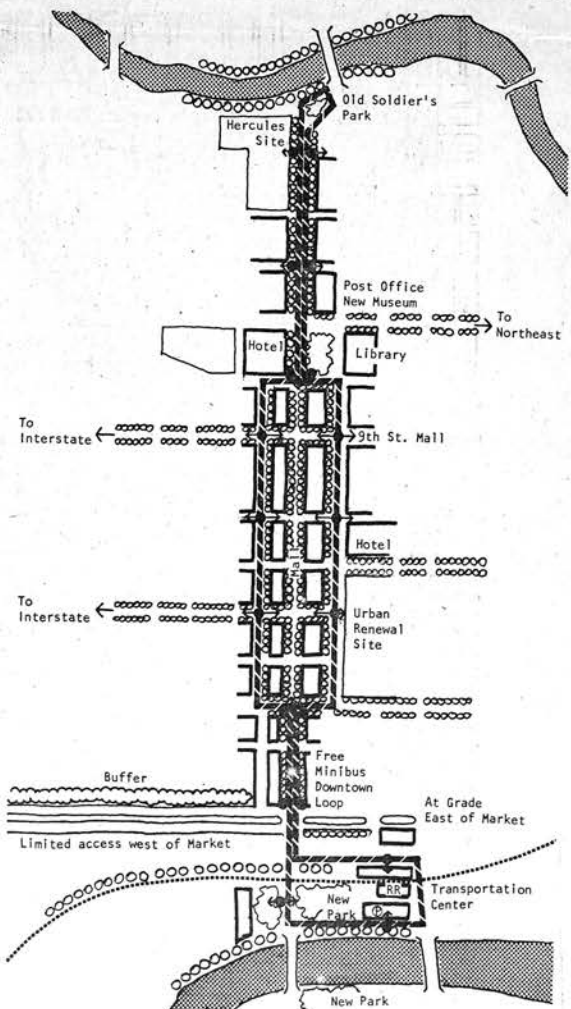 Old Soldier's
Park
Hercules
Site
Post Office
New Museum
To
Northeast
Hotel
Library
To
Interstate
9th St. Mall
Mall
Hotel
To
Interstate
Urban
Renewal
Site
Free
Minibus
Downtown
Loop
Buffer
At Grade
East of Market
Limited access west of Market
RR
Transportation
Center
New
Park
P
New Park